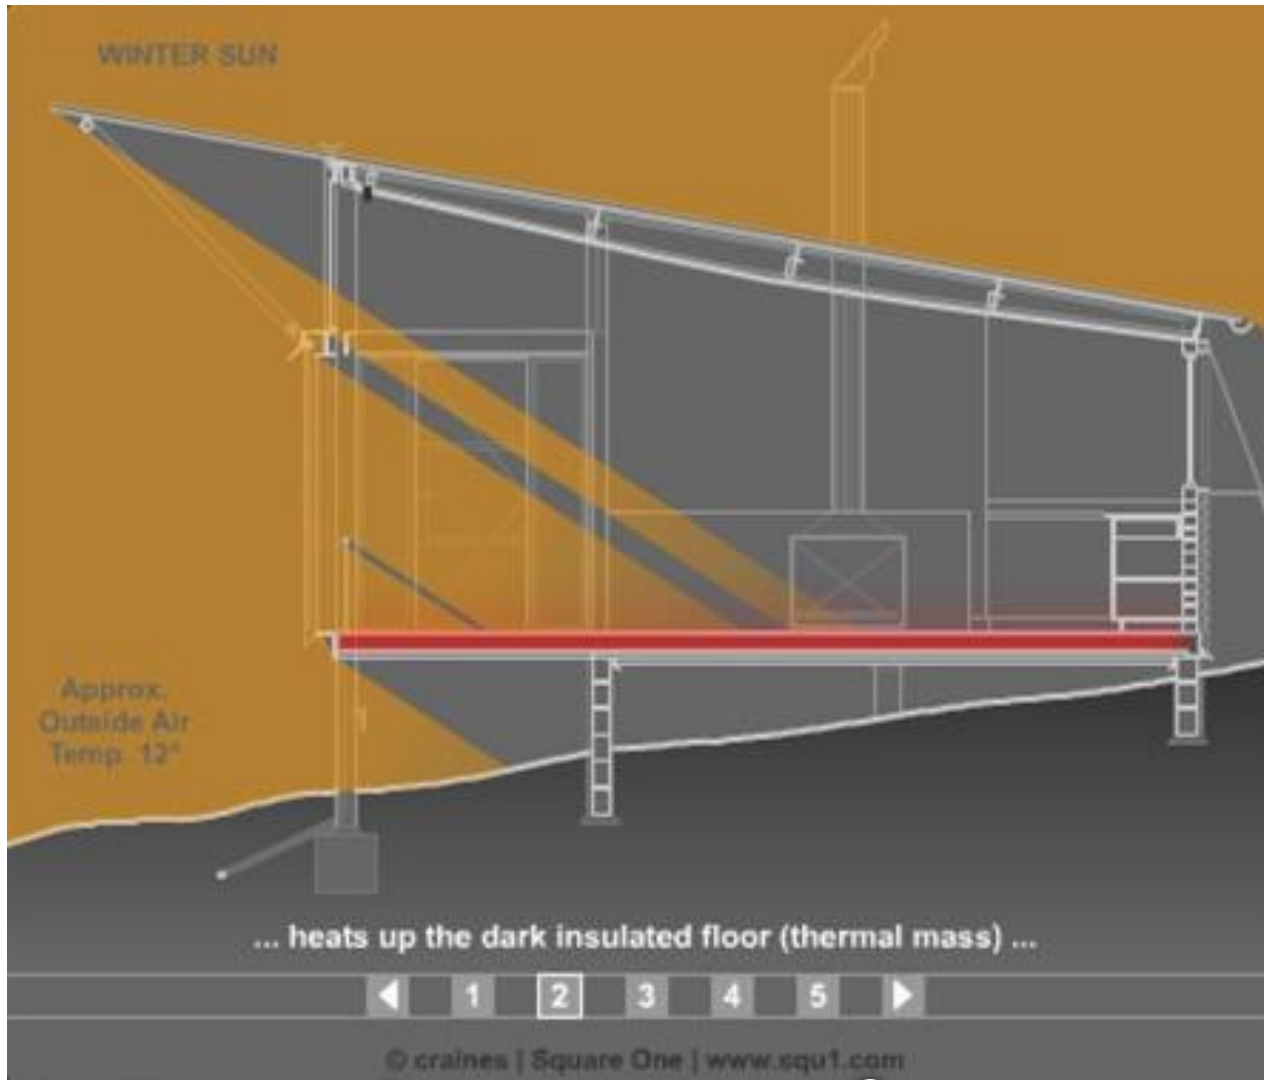 WINTER SUN
Approx.
Outside Air
Temp. 12°
... heats up the dark insulated floor (thermal mass) ...
1 2 3 4 5
© craines | Square One | www.squ1.com